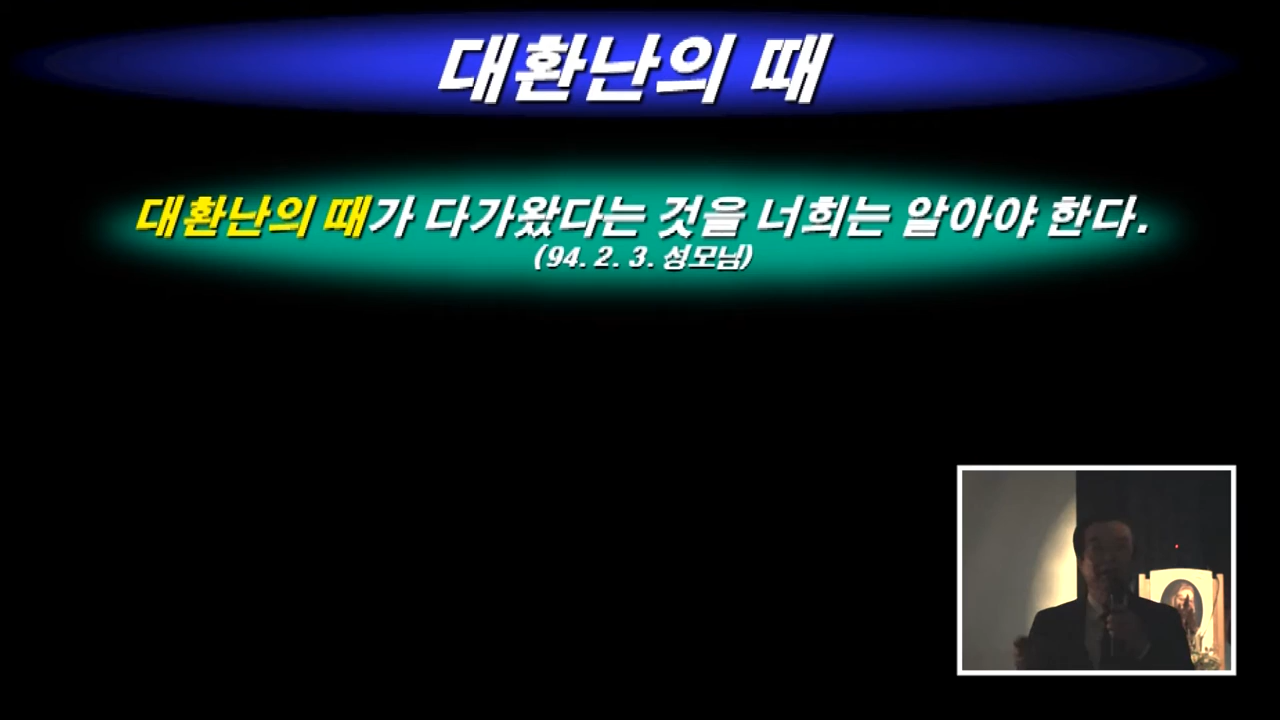 대환난의 때
대환난의 때가 다가왔다는 것을 너희는 알아야 한다.
(94. 2. 3. 성모님)